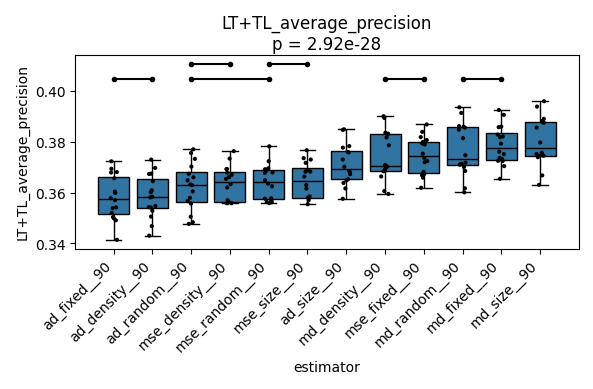 LT+TL_average_precision
p = 2.92e-28
LT+TL_average_precision
0.40
0.38
0.36
0.34
ad_fixed__90
ad_density__90
ad_random__90
mse_density__90
mse_random__90
mse_size__90
ad_size__90
md_density__90
mse_fixed__90
md_random__90
md_fixed__90
md_size__90
estimator